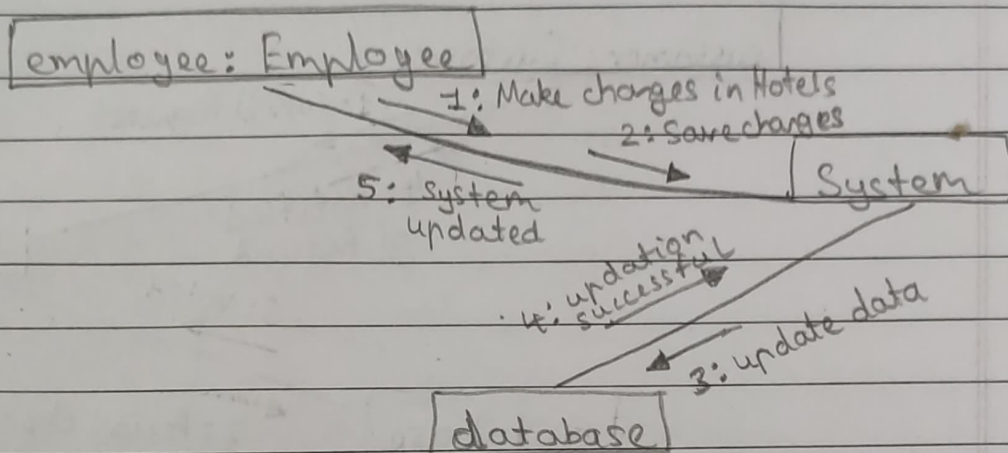 employee: Employee
1: Make changes in Hotels
2: Save changes
System
5: System
updated
4: updation
successful
3: update data
database